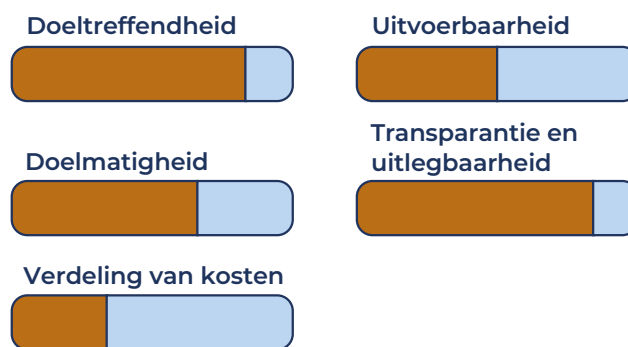 Doeltreffendheid
Uitvoerbaarheid
Doelmatigheid
Transparantie en
uitlegbaarheid
Verdeling van kosten